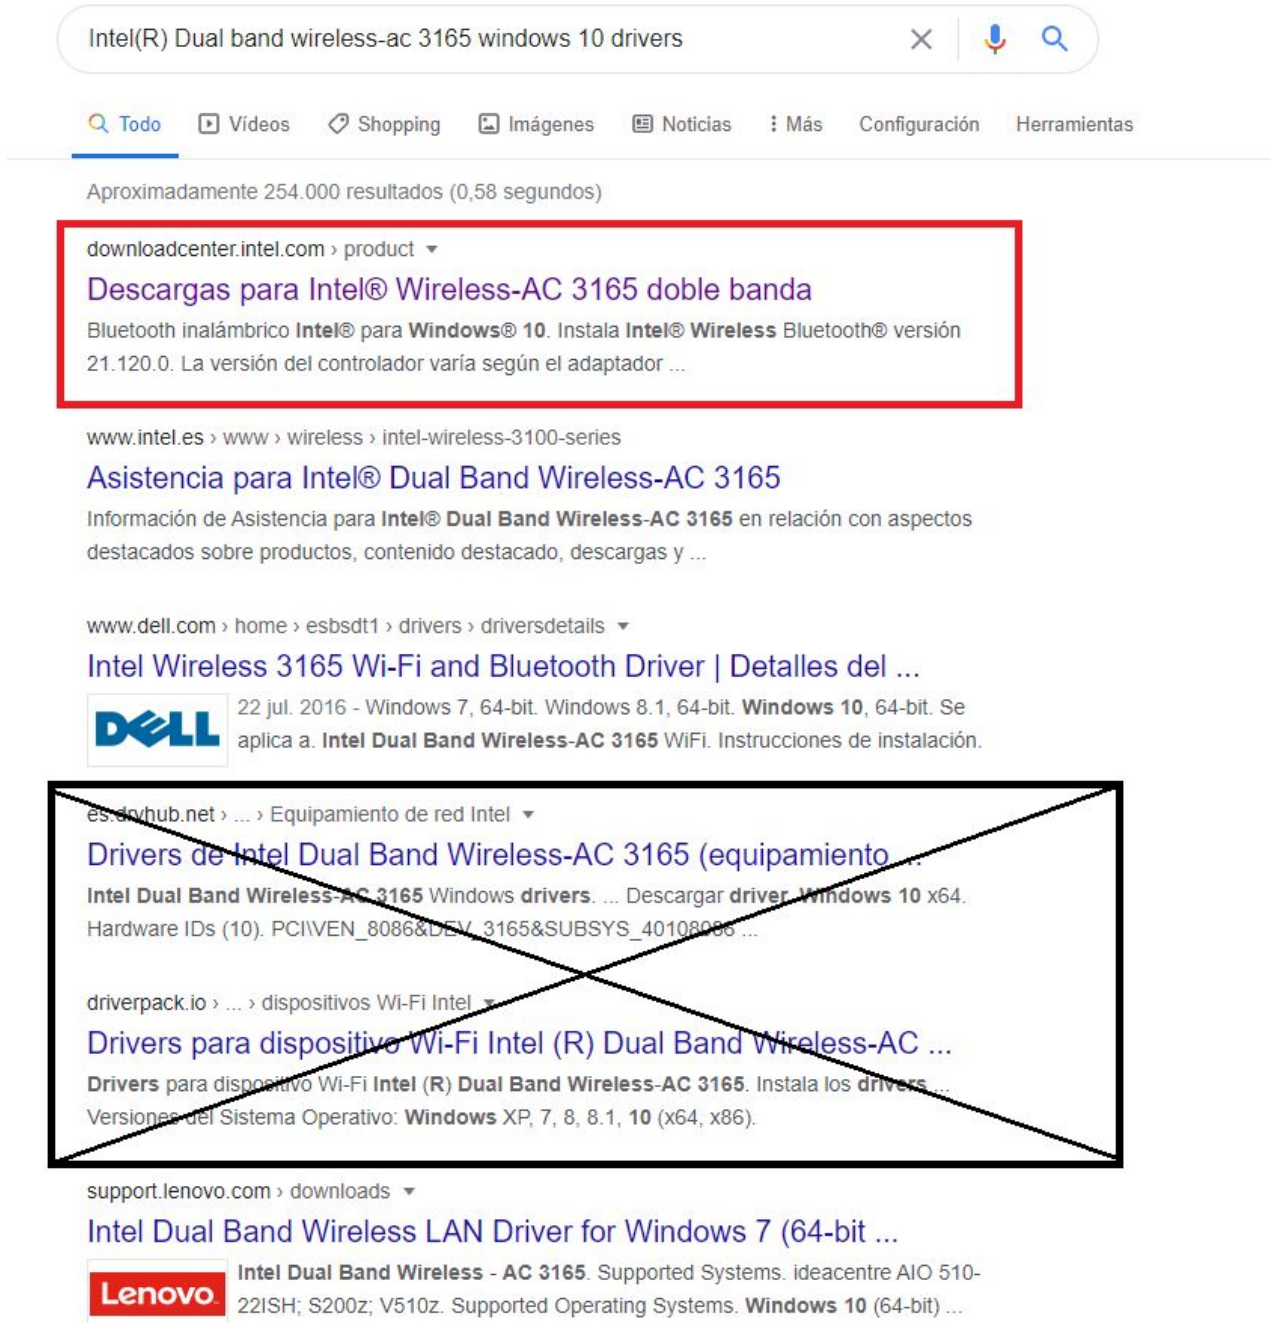 Intel(R) Dual band wireless-ac 3165 windows 10 drivers
Todo Vídeos Shopping Imágenes Noticias Más Configuración Herramientas
Aproximadamente 254.000 resultados (0,58 segundos)
downloadcenter.intel.com › product
Descargas para Intel® Wireless-AC 3165 doble banda
Bluetooth inalámbrico Intel® para Windows® 10. Instala Intel® Wireless Bluetooth® versión
21.120.0. La versión del controlador varía según el adaptador ...
www.intel.es › www › wireless › intel-wireless-3100-series
Asistencia para Intel® Dual Band Wireless-AC 3165
Información de Asistencia para Intel® Dual Band Wireless-AC 3165 en relación con aspectos
destacados sobre productos, contenido destacado, descargas y ...
www.dell.com › home › esbsdt1 › drivers › driversdetails
Intel Wireless 3165 Wi-Fi and Bluetooth Driver | Detalles del ...
DELL
22 jul. 2016 - Windows 7, 64-bit. Windows 8.1, 64-bit. Windows 10, 64-bit. Se
aplica a. Intel Dual Band Wireless-AC 3165 WiFi. Instrucciones de instalación.
es.drvhub.net › ... › Equipamiento de red Intel
Drivers de Intel Dual Band Wireless-AC 3165 (equipamiento ...
Intel Dual Band Wireless-AC 3165 Windows drivers. ... Descargar driver. Windows 10 x64.
Hardware IDs (10). PCI\VEN_8086&DEV_3165&SUBSYS_40108086 ...
driverpack.io › ... › dispositivos Wi-Fi Intel
Drivers para dispositivo Wi-Fi Intel (R) Dual Band Wireless-AC ...
Drivers para dispositivo Wi-Fi Intel (R) Dual Band Wireless-AC 3165. Instala los drivers ...
Versiones del Sistema Operativo: Windows XP, 7, 8, 8.1, 10 (x64, x86).
support.lenovo.com › downloads
Intel Dual Band Wireless LAN Driver for Windows 7 (64-bit ...
Lenovo
Intel Dual Band Wireless - AC 3165. Supported Systems. ideacentre AIO 510-
22ISH; S200z; V510z. Supported Operating Systems. Windows 10 (64-bit) ...